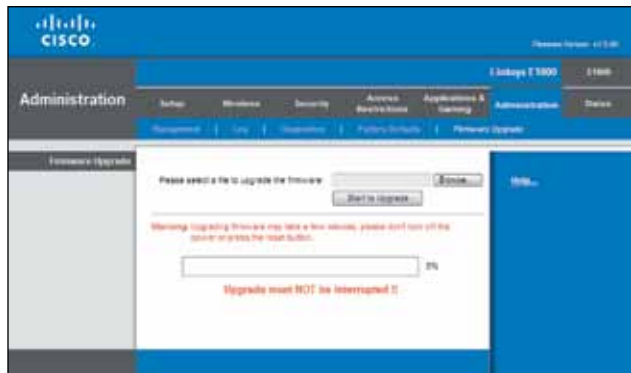 CISCO
Firmware Version:
Linksys E1000 E1000
Administration
Setup Wireless Security Access Restrictions Applications & Gaming Administration Status
Management | Log | Diagnostics | Factory Defaults | Firmware Upgrade
Firmware Upgrade
Please select a file to upgrade the firmware Browse...
Start to Upgrade
Help...
Warning: Upgrading firmware may take a few minutes, please don't turn off the
power or press the reset button.
0%
Upgrade must NOT be interrupted !!